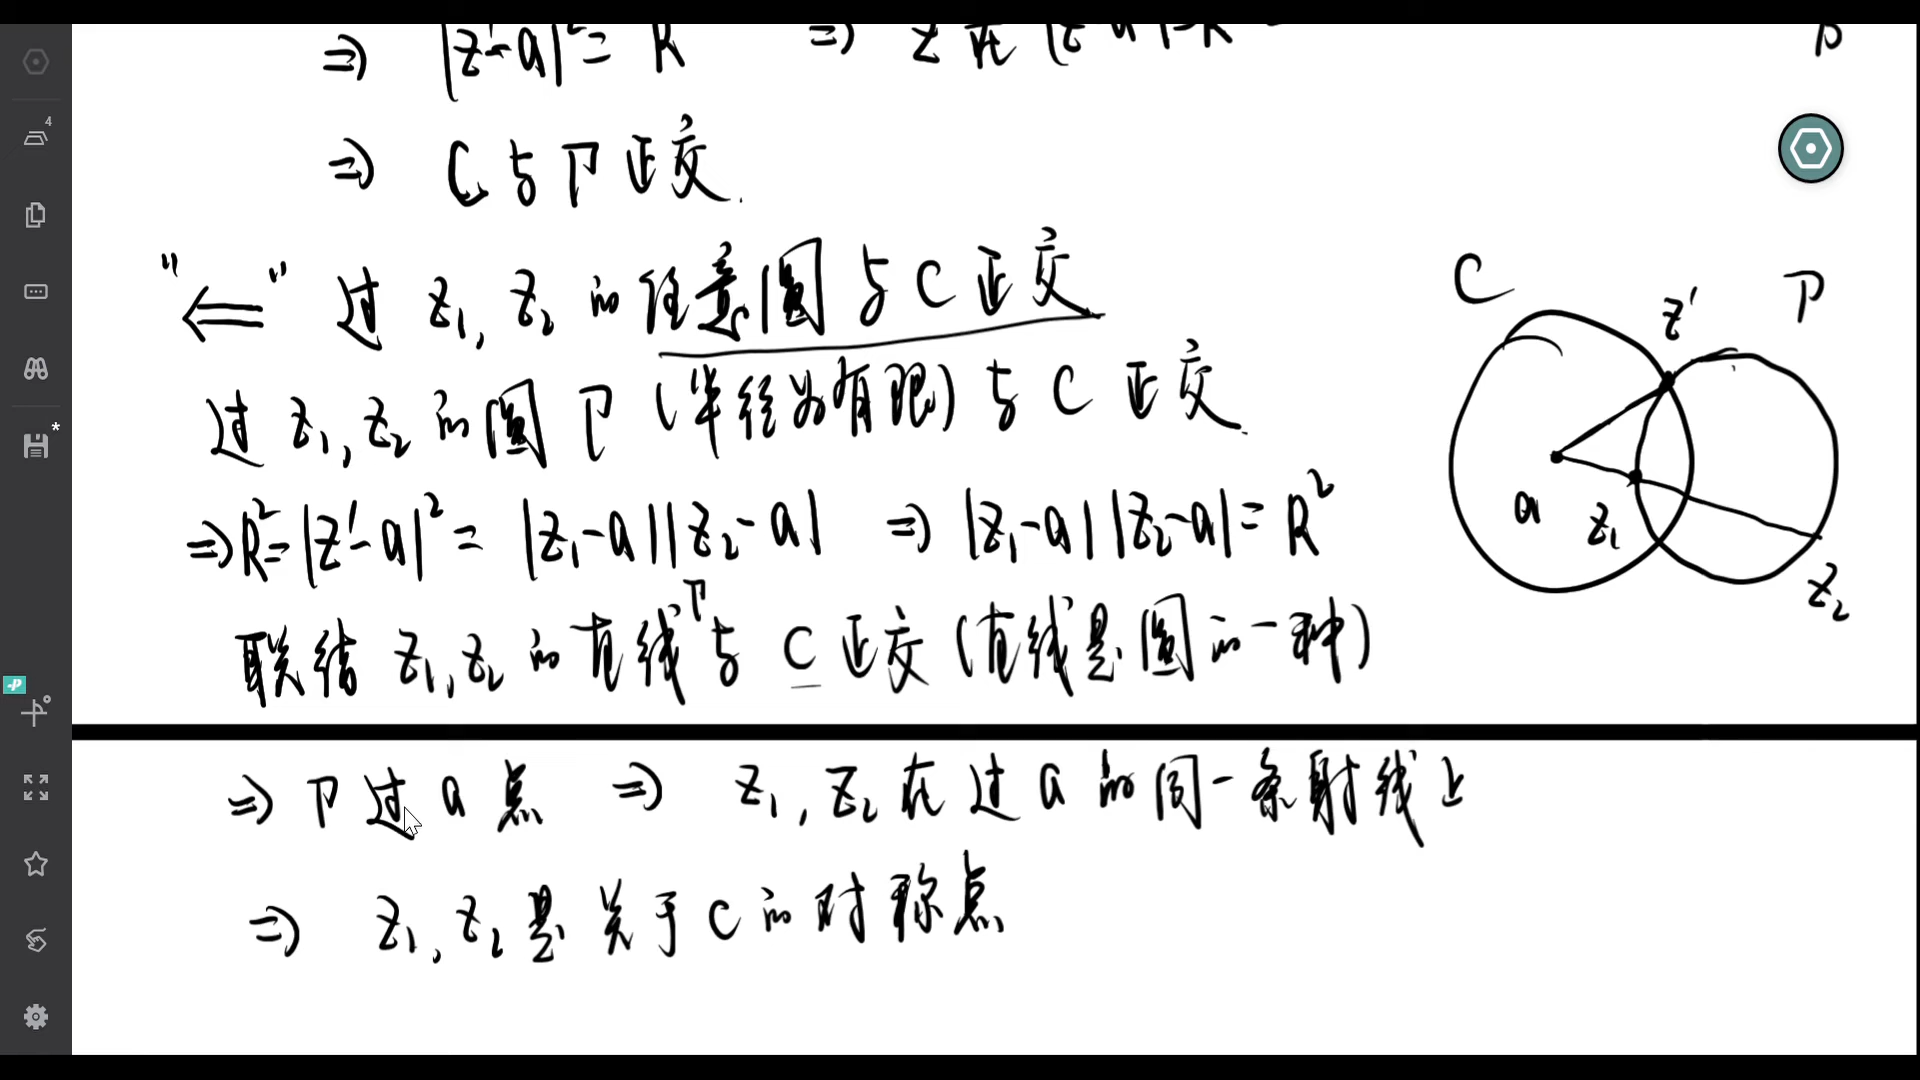 ⇒ |z'-a|² = R ⇒ z' 在 |z-a|=R
⇒ C 与 Γ 正交.
"⇐" 过 z₁, z₂ 的任意圆与 C 正交
过 z₁, z₂ 的圆 Γ (半径为有限) 与 C 正交.
⇒ R² = |z'-a|² = |z₁-a||z₂-a| ⇒ |z₁-a||z₂-a| = R²
联结 z₁, z₂ 的直线 Γ 与 C 正交 (直线是圆的一种)
⇒ Γ 过 a 点 ⇒ z₁, z₂ 在过 a 的同一条射线上
⇒ z₁, z₂ 是关于 C 的对称点
C
z'
Γ
a
z₁
z₂
4